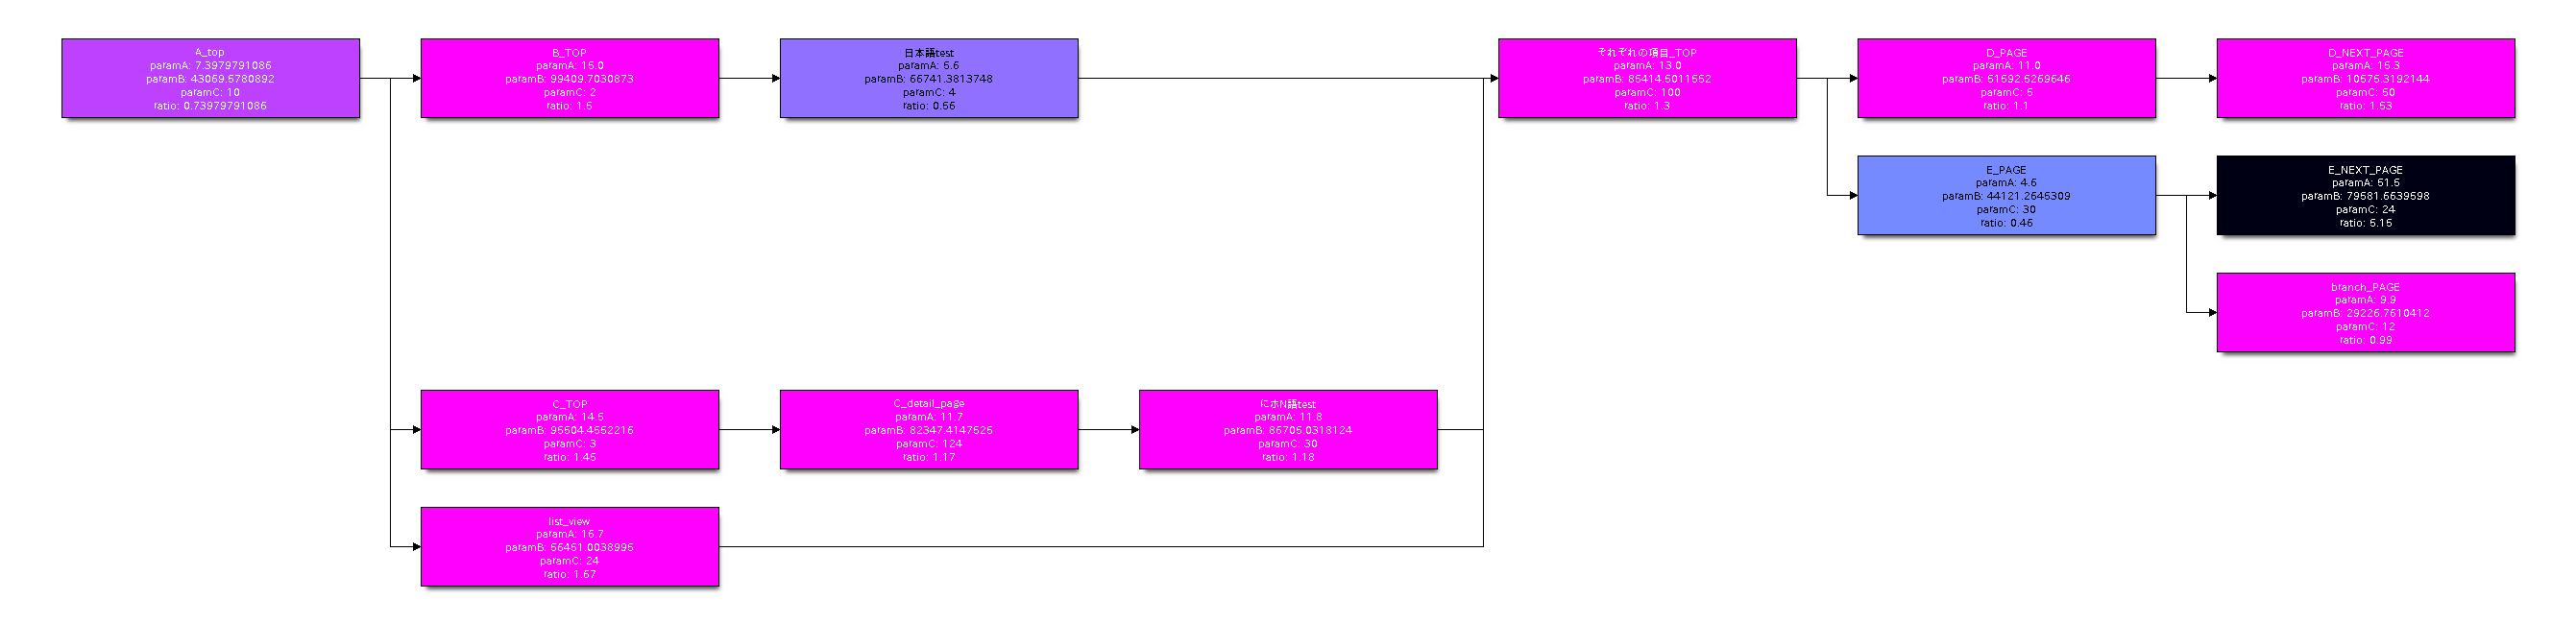 A_top
paramA: 7.3979791086
paramB: 43069.5780892
paramC: 10
ratio: 0.73979791086
B_TOP
paramA: 15.0
paramB: 99409.7030873
paramC: 2
ratio: 1.5
日本語test
paramA: 5.6
paramB: 66741.3813748
paramC: 4
ratio: 0.56
それぞれの項目_TOP
paramA: 13.0
paramB: 85414.5011552
paramC: 100
ratio: 1.3
D_PAGE
paramA: 11.0
paramB: 51592.5269646
paramC: 5
ratio: 1.1
D_NEXT_PAGE
paramA: 15.3
paramB: 10576.3192144
paramC: 50
ratio: 1.53
E_PAGE
paramA: 4.6
paramB: 44121.2645309
paramC: 30
ratio: 0.46
E_NEXT_PAGE
paramA: 51.5
paramB: 79581.6639598
paramC: 24
ratio: 5.15
branch_PAGE
paramA: 9.9
paramB: 29226.7610412
paramC: 12
ratio: 0.99
C_TOP
paramA: 14.5
paramB: 95504.4552216
paramC: 3
ratio: 1.45
C_detail_page
paramA: 11.7
paramB: 82347.4147525
paramC: 124
ratio: 1.17
にホN語test
paramA: 11.8
paramB: 86705.0318124
paramC: 30
ratio: 1.18
list_view
paramA: 16.7
paramB: 56451.0038995
paramC: 24
ratio: 1.67